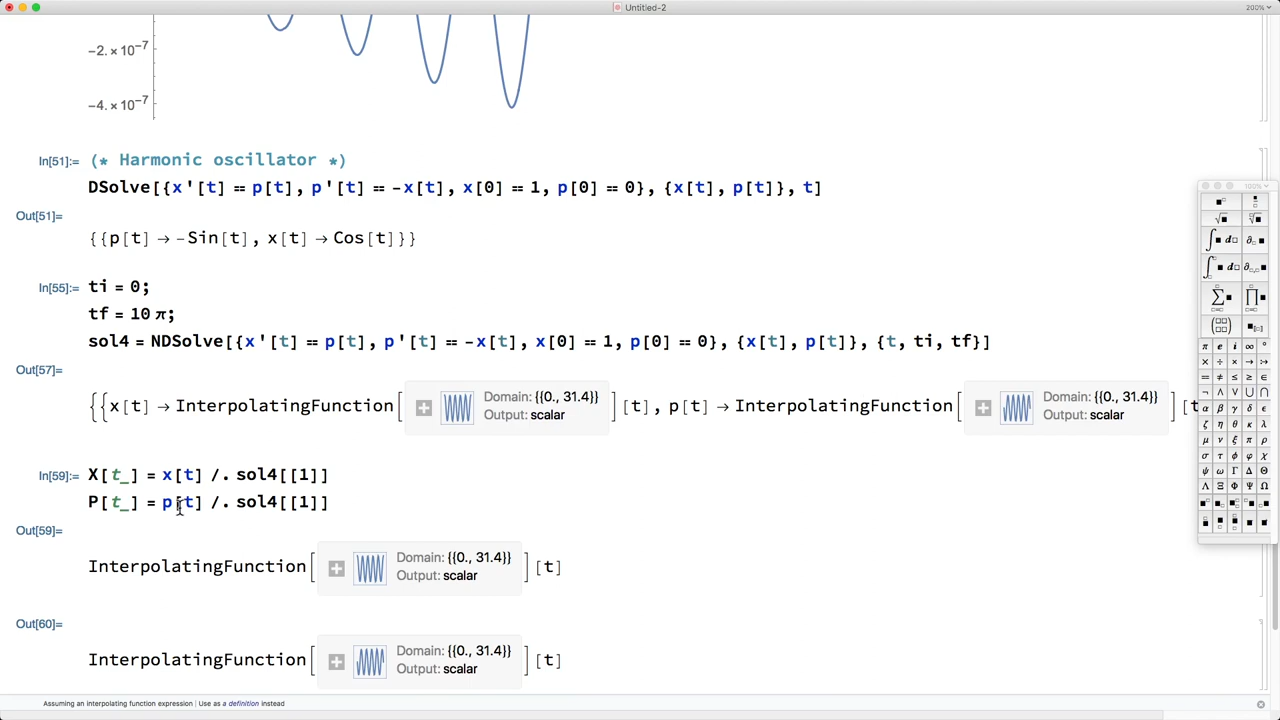 Untitled-2
200%
-2.×10⁻⁷
-4.×10⁻⁷
In[51]:= (* Harmonic oscillator *)
DSolve[{x'[t] == p[t], p'[t] == -x[t], x[0] == 1, p[0] == 0}, {x[t], p[t]}, t]
Out[51]=
{{p[t] → -Sin[t], x[t] → Cos[t]}}
In[55]:= ti = 0;
tf = 10 π;
sol4 = NDSolve[{x'[t] == p[t], p'[t] == -x[t], x[0] == 1, p[0] == 0}, {x[t], p[t]}, {t, ti, tf}]
Out[57]=
{{x[t] → InterpolatingFunction[ Domain: {{0., 31.4}} Output: scalar ][t], p[t] → InterpolatingFunction[ Domain: {{0., 31.4}} Output: scalar ][t
In[59]:= X[t_] = x[t] /. sol4[[1]]
P[t_] = p[t] /. sol4[[1]]
Out[59]=
InterpolatingFunction[ Domain: {{0., 31.4}} Output: scalar ][t]
Out[60]=
InterpolatingFunction[ Domain: {{0., 31.4}} Output: scalar ][t]
Assuming an interpolating function expression | Use as a definition instead
100%
π e i ∞ °
× ÷ × → :→
== ≠ ≤ ≥ ∈
¬ ∧ ∨ ∪ ∩
α β γ δ ε
ζ η θ κ λ
μ ν ξ π ρ
σ τ φ φ χ
ψ ω Γ Δ Θ
Λ Ξ Φ Ψ Ω